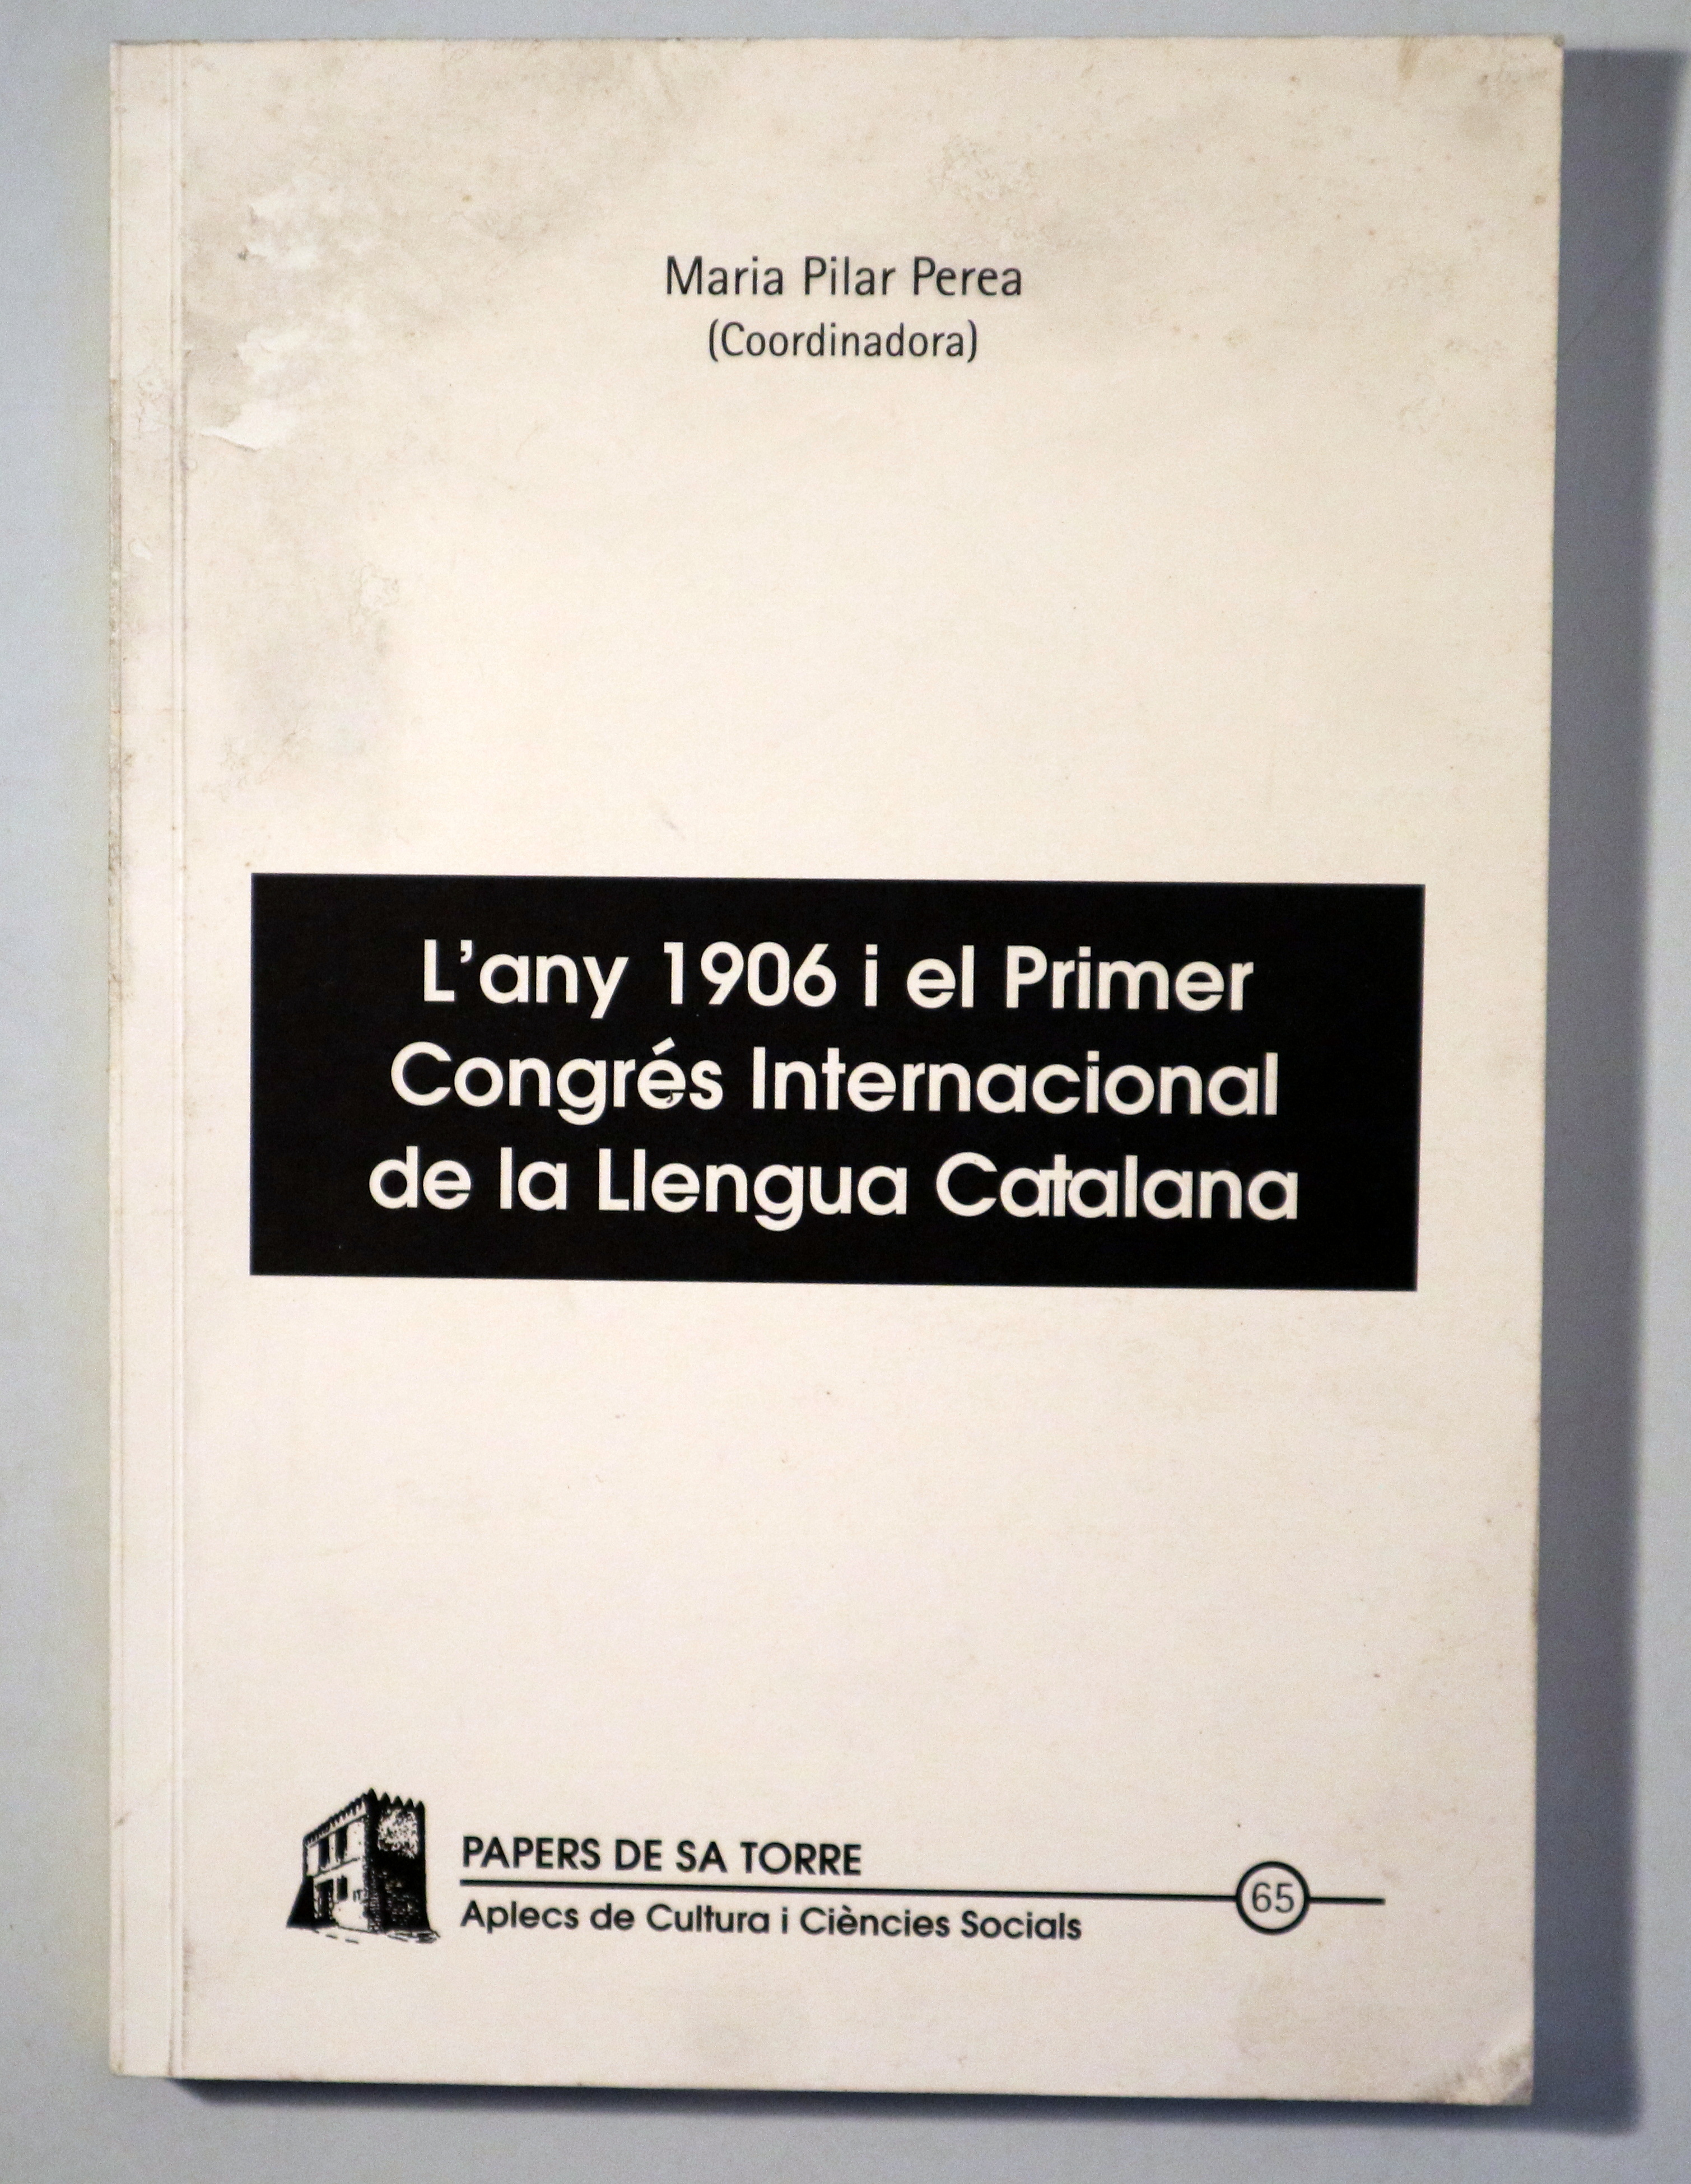 Maria Pilar Perea
(Coordinadora)
L'any 1906 i el Primer
Congrés Internacional
de la Llengua Catalana
PAPERS DE SA TORRE
65
Aplecs de Cultura i Ciències Socials